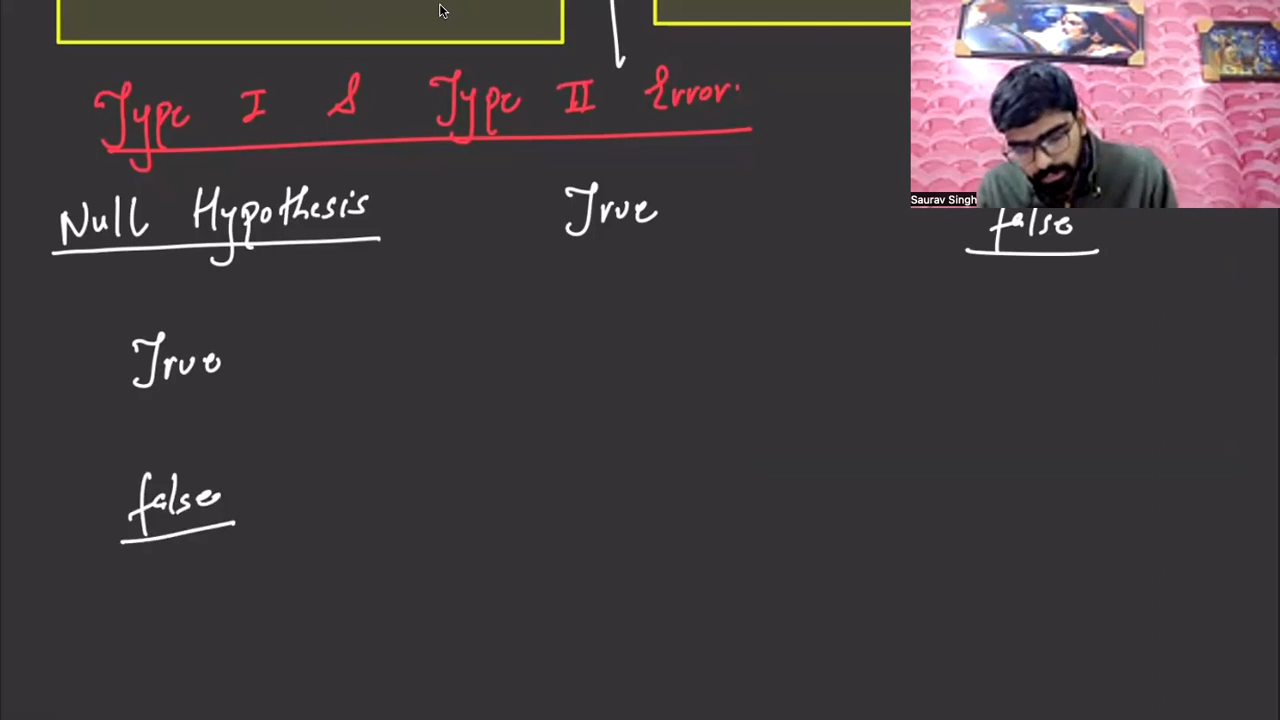 Type I & Type II Error.
Null Hypothesis True false
Saurav Singh
True
false